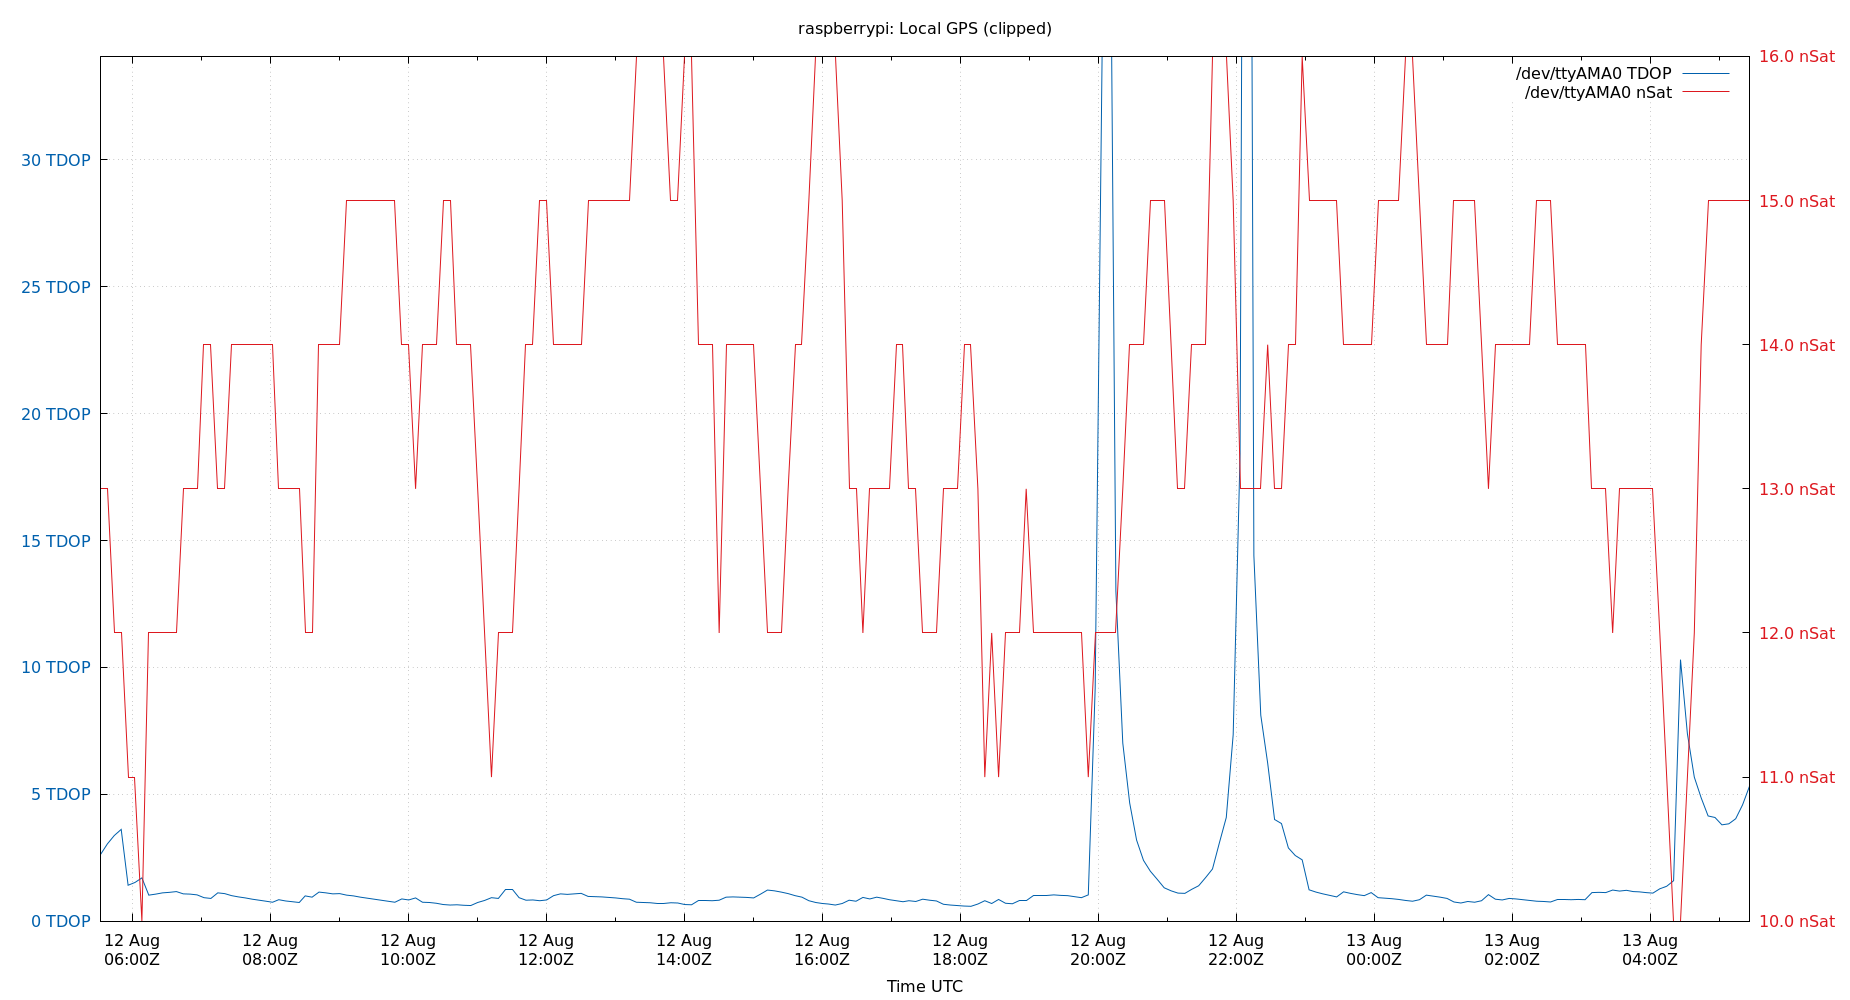 raspberrypi: Local GPS (clipped)
16.0 nSat
/dev/ttyAMA0 TDOP
/dev/ttyAMA0 nSat
30 TDOP
15.0 nSat
25 TDOP
14.0 nSat
20 TDOP
13.0 nSat
15 TDOP
12.0 nSat
10 TDOP
11.0 nSat
5 TDOP
0 TDOP
10.0 nSat
12 Aug
06:00Z
12 Aug
08:00Z
12 Aug
10:00Z
12 Aug
12:00Z
12 Aug
14:00Z
12 Aug
16:00Z
12 Aug
18:00Z
12 Aug
20:00Z
12 Aug
22:00Z
13 Aug
00:00Z
13 Aug
02:00Z
13 Aug
04:00Z
Time UTC